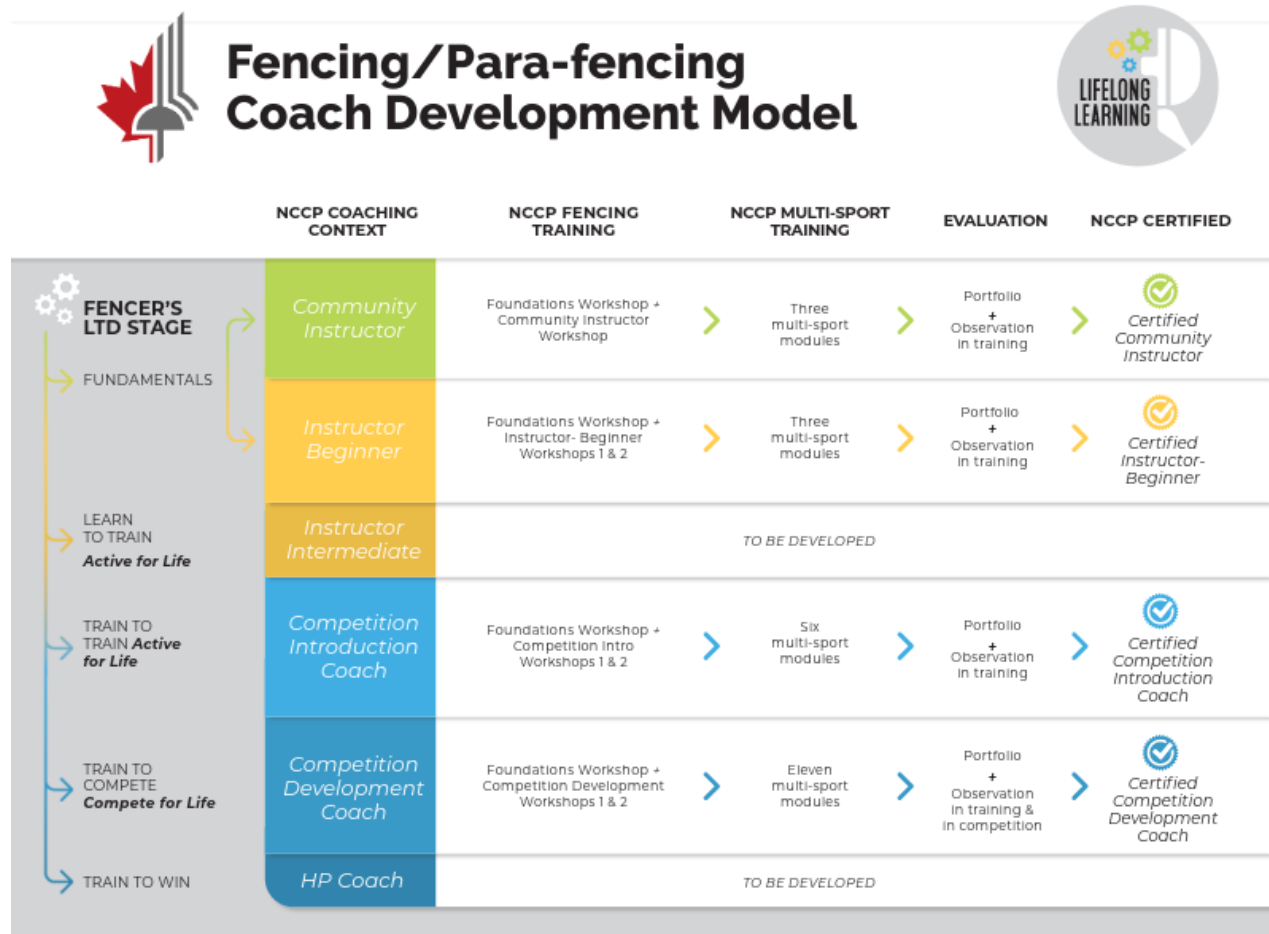 Fencing/Para-fencing
Coach Development Model
LIFELONG
LEARNING
NCCP COACHING
CONTEXT
NCCP FENCING
TRAINING
NCCP MULTI-SPORT
TRAINING
EVALUATION
NCCP CERTIFIED
FENCER'S
LTD STAGE
FUNDAMENTALS
Community
Instructor
Foundations Workshop +
Community Instructor
Workshop
Three
multi-sport
modules
Portfolio
+
Observation
in training
Certified
Community
Instructor
Instructor
Beginner
Foundations Workshop +
Instructor- Beginner
Workshops 1 & 2
Three
multi-sport
modules
Portfolio
+
Observation
in training
Certified
Instructor-
Beginner
LEARN
TO TRAIN
Active for Life
Instructor
Intermediate
TO BE DEVELOPED
TRAIN TO
TRAIN Active
for Life
Competition
Introduction
Coach
Foundations Workshop +
Competition Intro
Workshops 1 & 2
Six
multi-sport
modules
Portfolio
+
Observation
in training
Certified
Competition
Introduction
Coach
TRAIN TO
COMPETE
Compete for Life
Competition
Development
Coach
Foundations Workshop +
Competition Development
Workshops 1 & 2
Eleven
multi-sport
modules
Portfolio
+
Observation
in training &
in competition
Certified
Competition
Development
Coach
TRAIN TO WIN
HP Coach
TO BE DEVELOPED